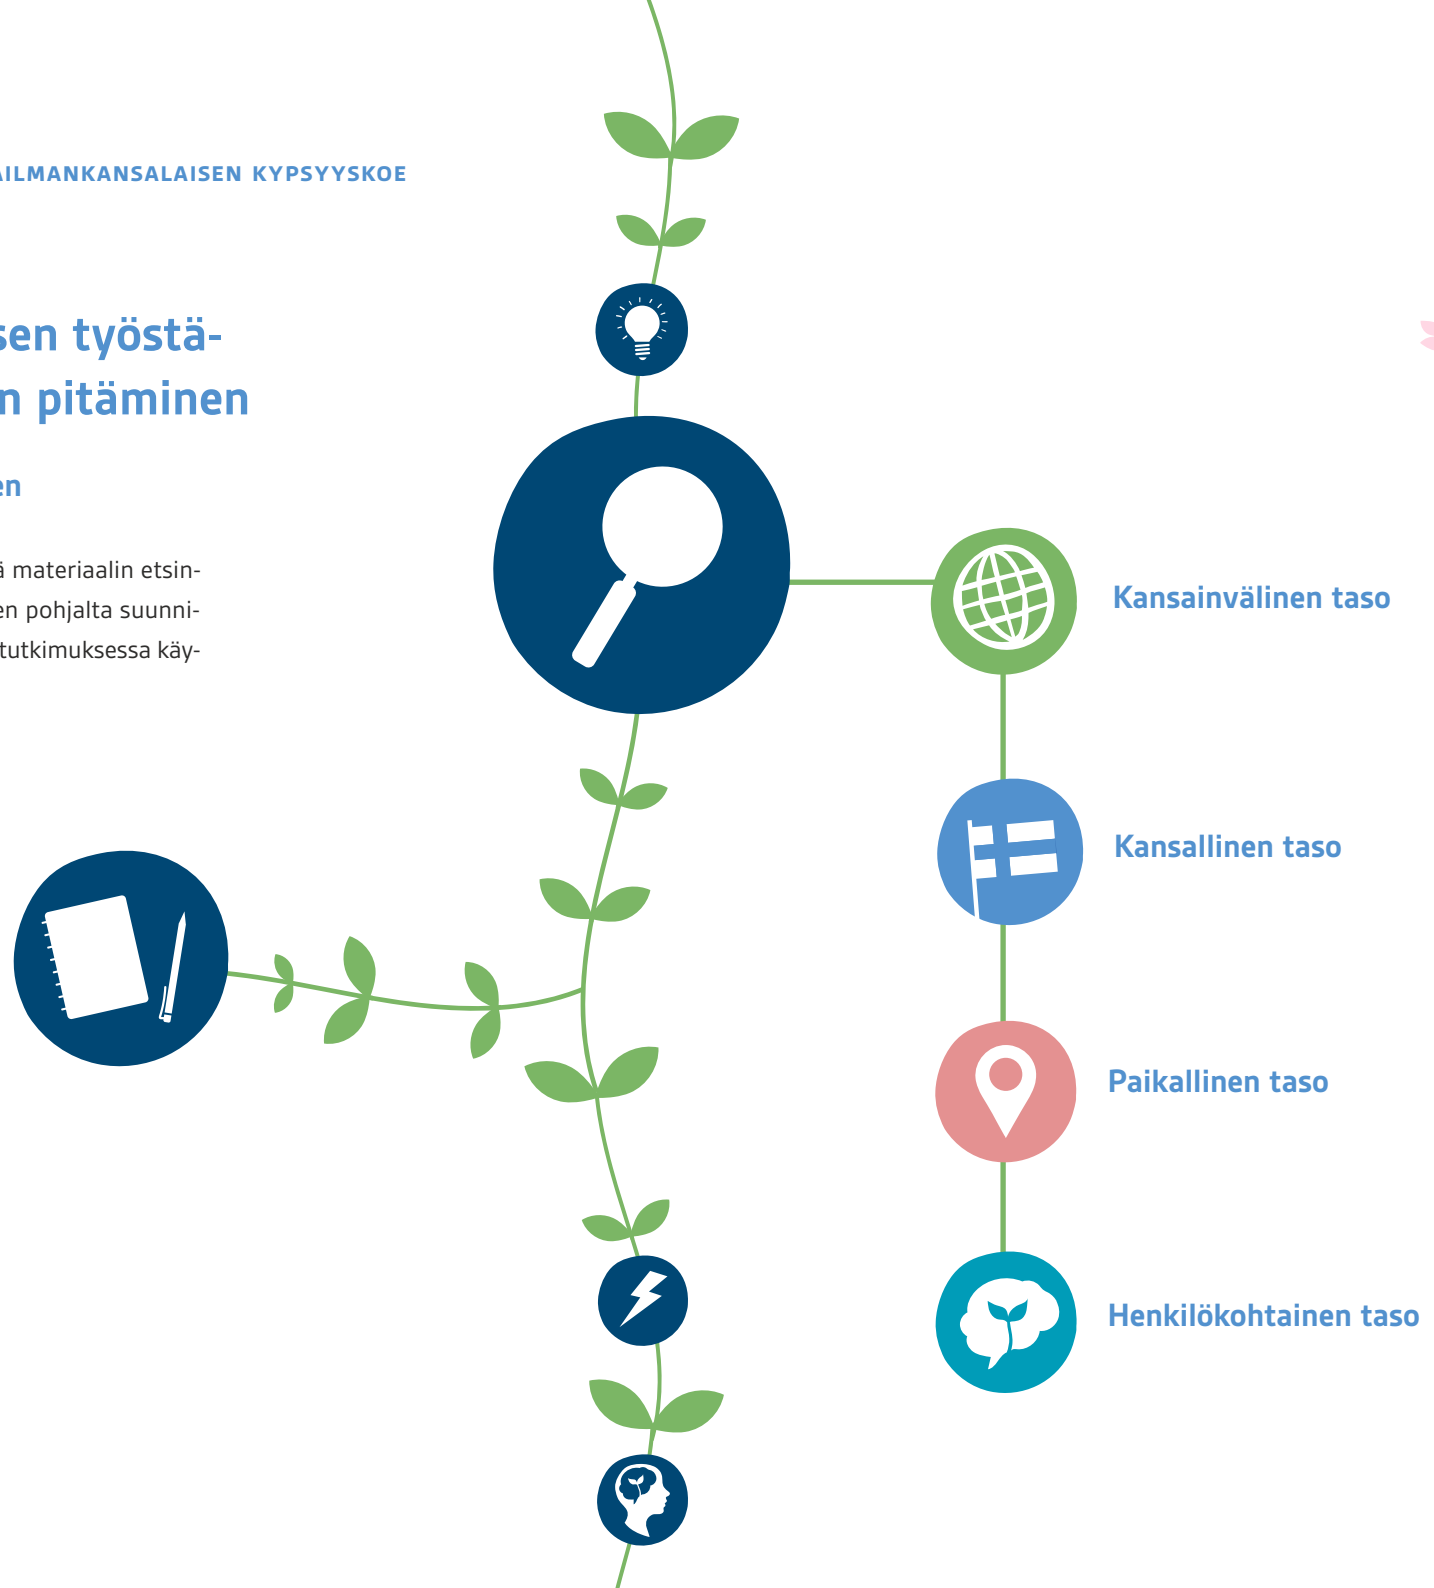 AILMANKANSALAISEN KYPSYYSKOE
sen työstä-
n pitäminen
en
ä materiaalin etsin-
en pohjalta suunni-
tutkimuksessa käy-
Kansainvälinen taso
Kansallinen taso
Paikallinen taso
Henkilökohtainen taso